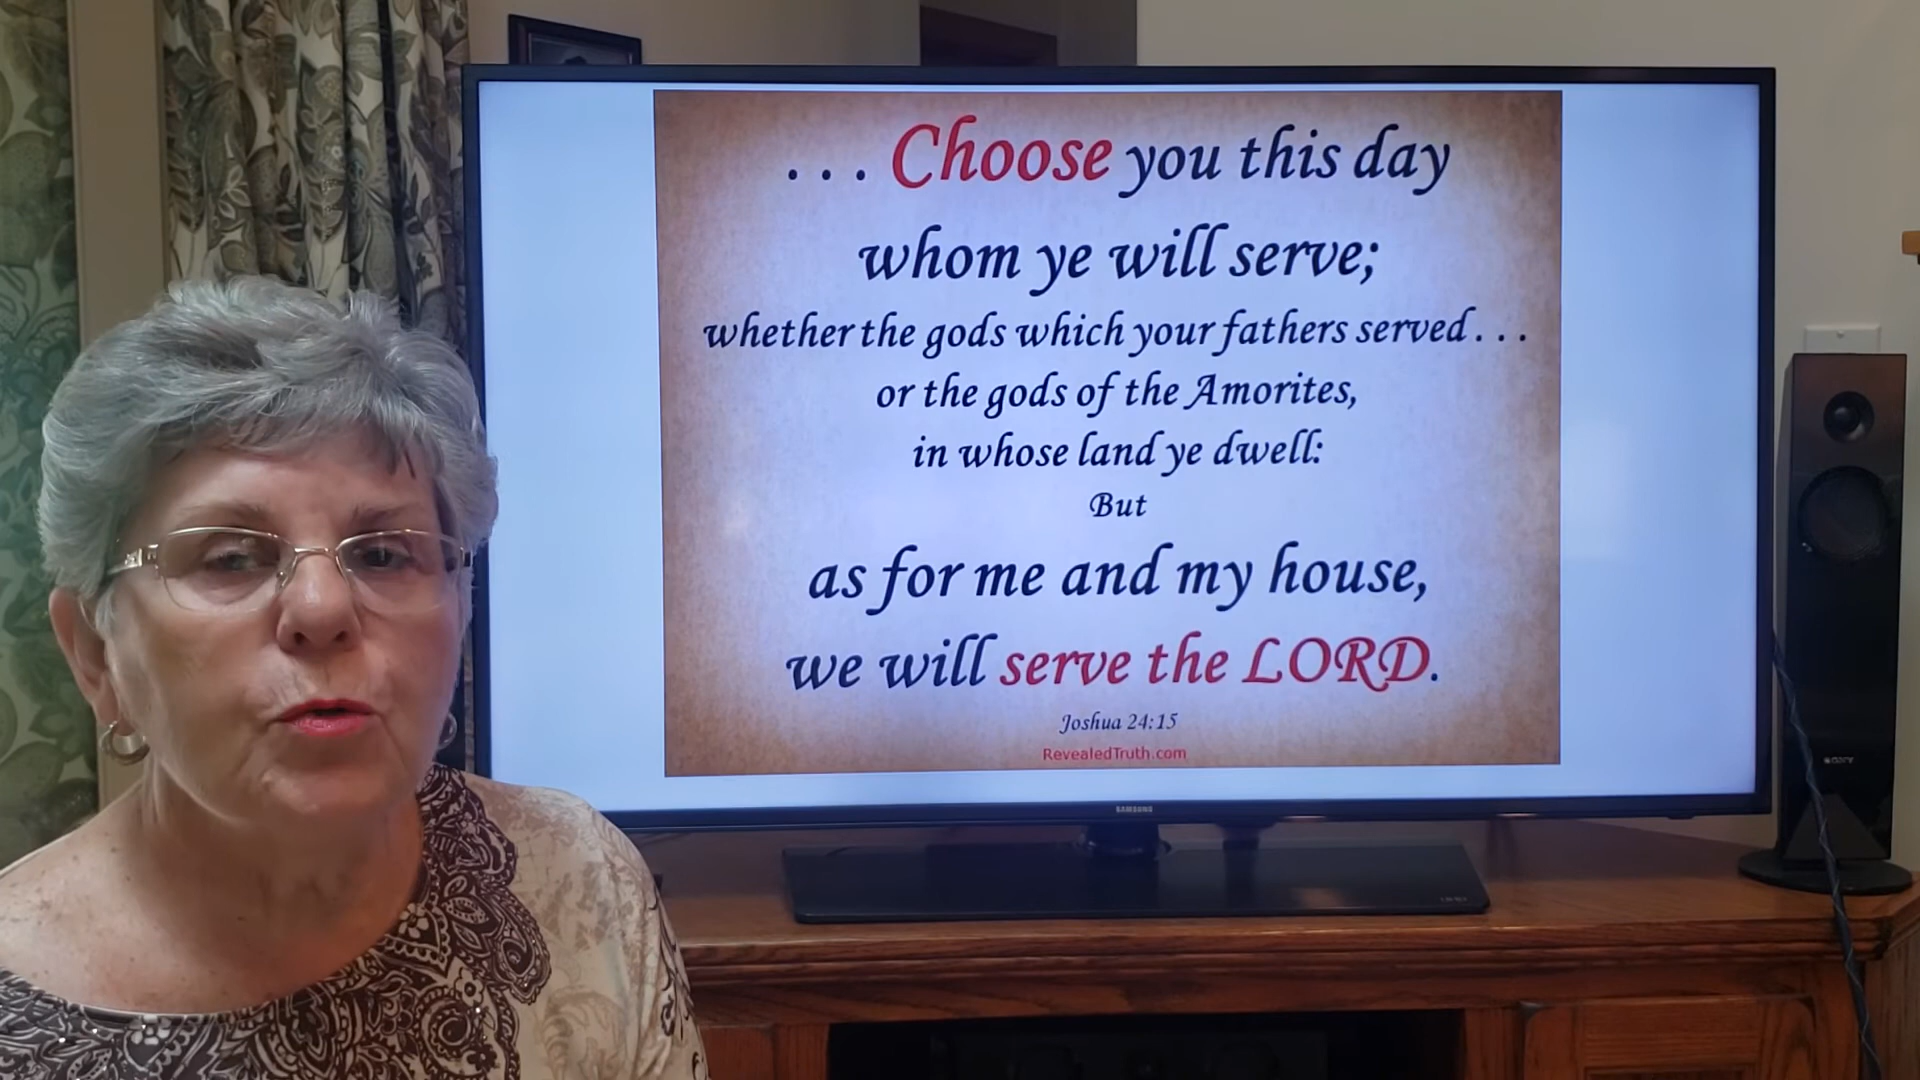 . . . Choose you this day
whom ye will serve;
whether the gods which your fathers served . . .
or the gods of the Amorites,
in whose land ye dwell:
But
as for me and my house,
we will serve the LORD.
Joshua 24:15
RevealedTruth.com
SAMSUNG
SONY